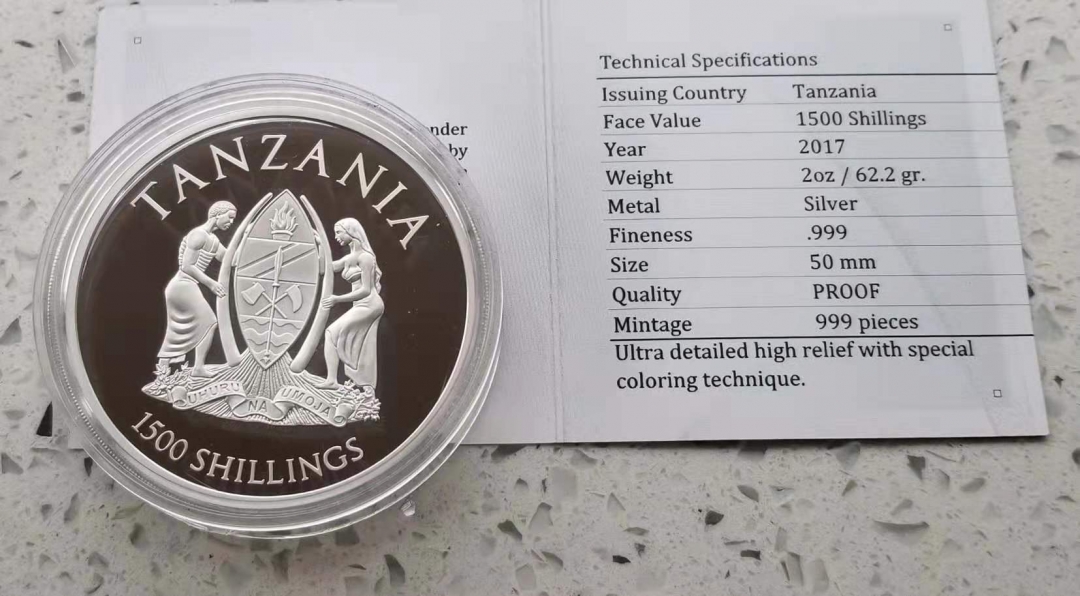 TANZANIA
UHURU NA UMOJA
1500 SHILLINGS
by
Technical Specifications
Issuing Country Tanzania
Face Value 1500 Shillings
Year 2017
Weight 2oz / 62.2 gr.
Metal Silver
Fineness .999
Size 50 mm
Quality PROOF
Mintage 999 pieces
Ultra detailed high relief with special
coloring technique.